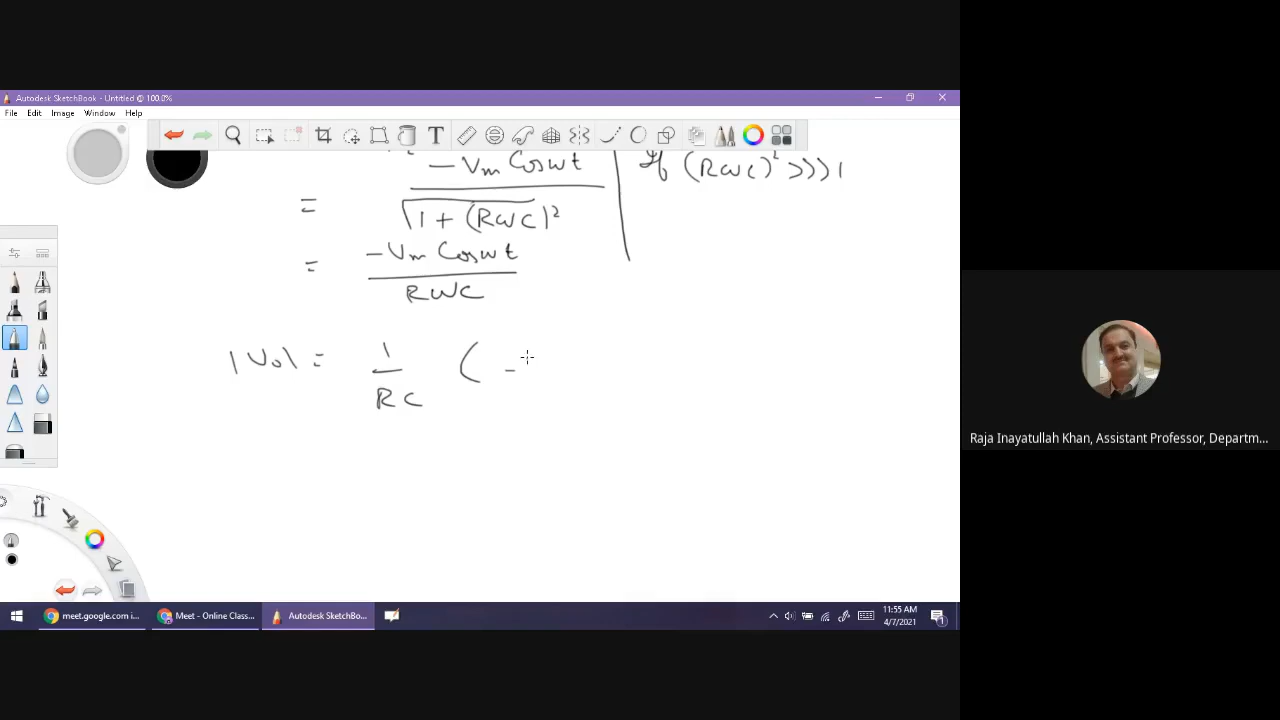 Autodesk SketchBook - Untitled @ 100.0%
File Edit Image Window Help
- Vm Cos wt
If (RWC)² >>>1
=
√1 + (RWC)²
= -Vm Cos wt
RWC
|Vo| = 1 ( -
RC
Raja Inayatullah Khan, Assistant Professor, Departm...
meet.google.com i...
Meet - Online Class...
Autodesk SketchBo...
11:55 AM
4/7/2021